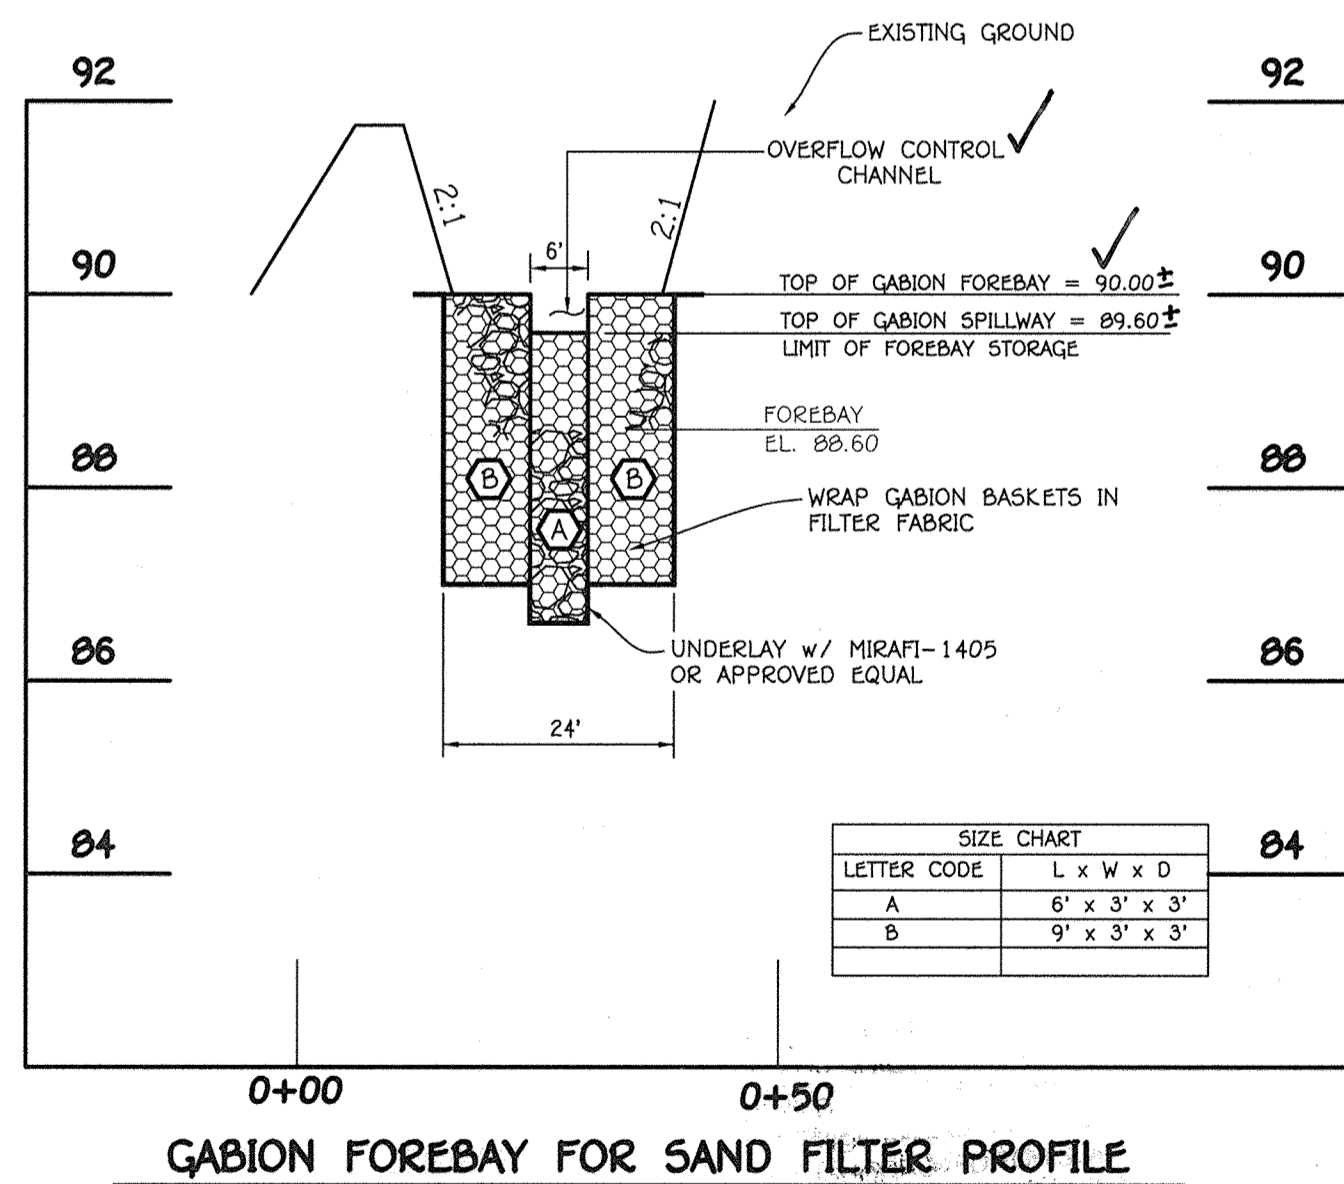 EXISTING GROUND
92
92
OVERFLOW CONTROL
CHANNEL
2:1
2:1
6'
90
90
TOP OF GABION FOREBAY = 90.00±
TOP OF GABION SPILLWAY = 89.60±
LIMIT OF FOREBAY STORAGE
FOREBAY
EL. 88.60
88
88
B
B
WRAP GABION BASKETS IN
FILTER FABRIC
A
86
86
UNDERLAY w/ MIRAFI-1405
OR APPROVED EQUAL
24'
84
84
SIZE CHART
LETTER CODE L x W x D
A 6' x 3' x 3'
B 9' x 3' x 3'
0+00
0+50
GABION FOREBAY FOR SAND FILTER PROFILE